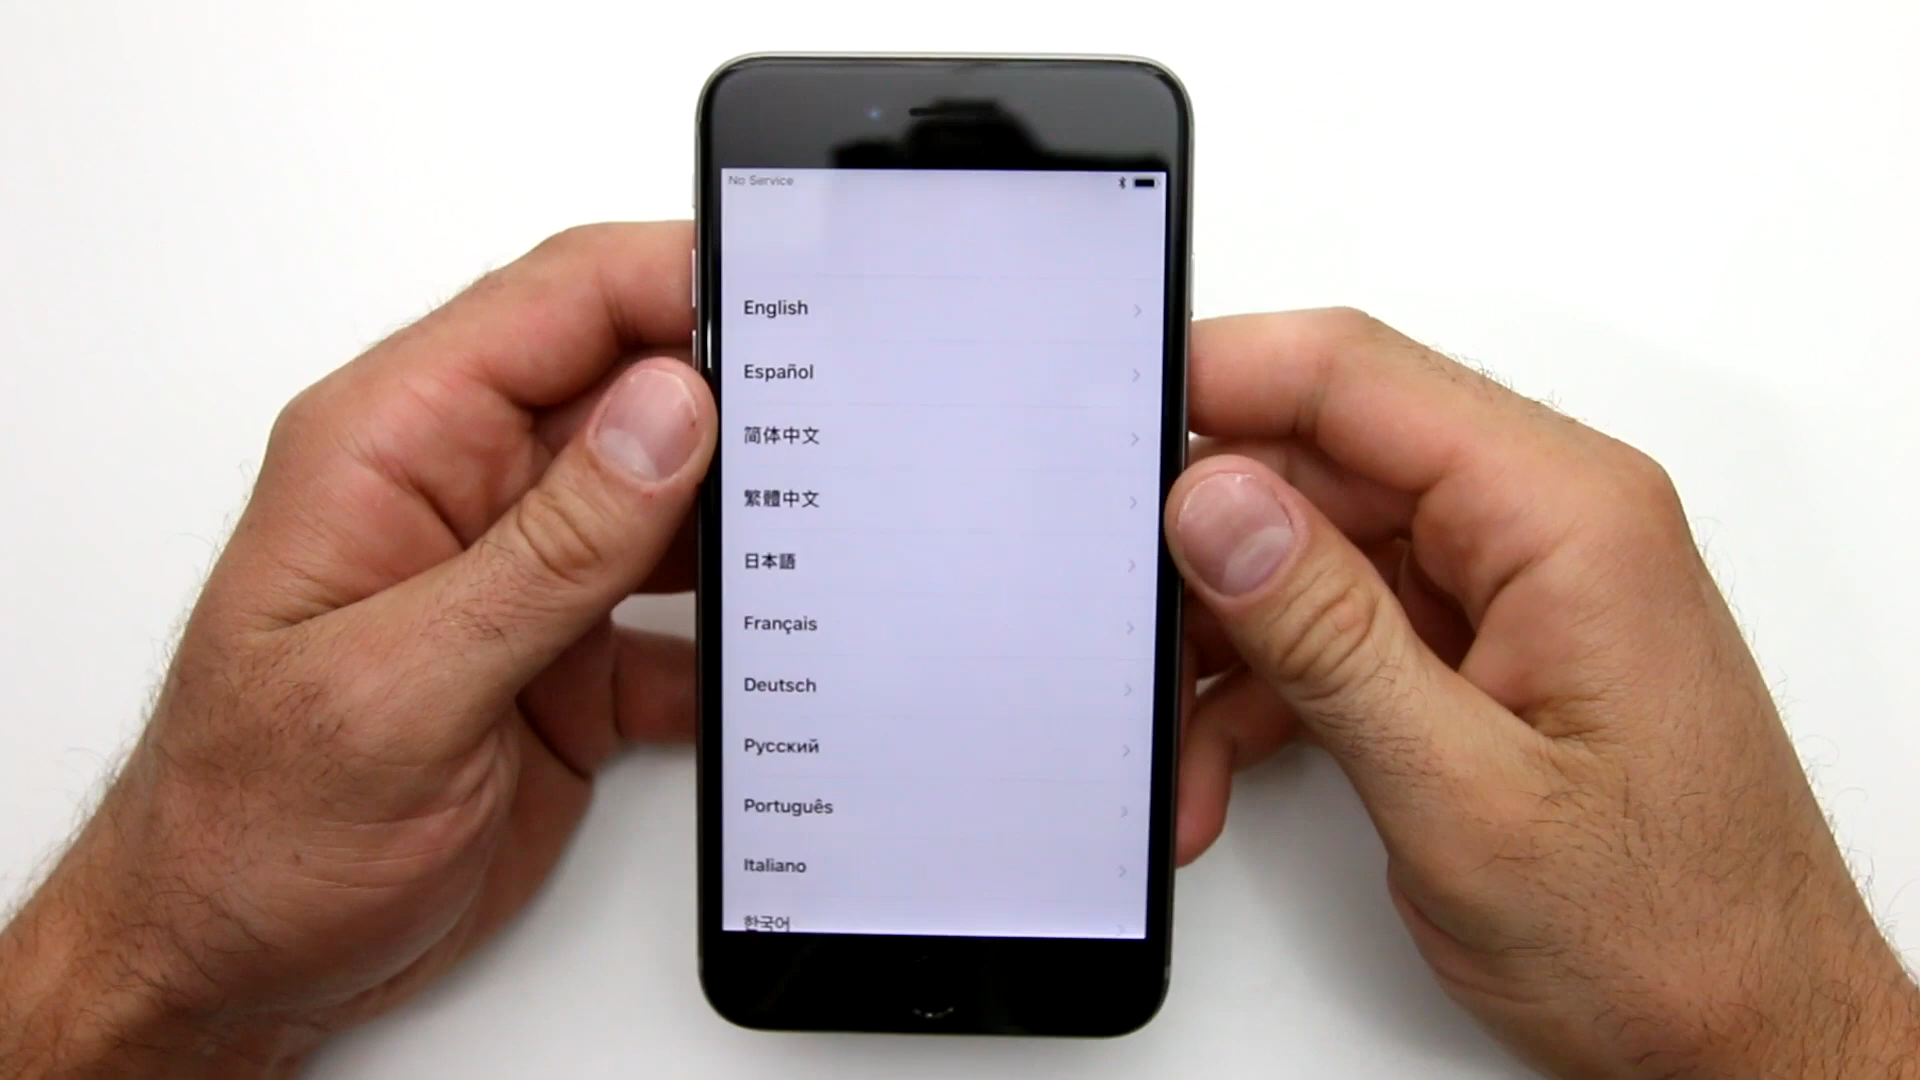 No Service
English
Español
简体中文
繁體中文
日本語
Français
Deutsch
Русский
Português
Italiano
한국어